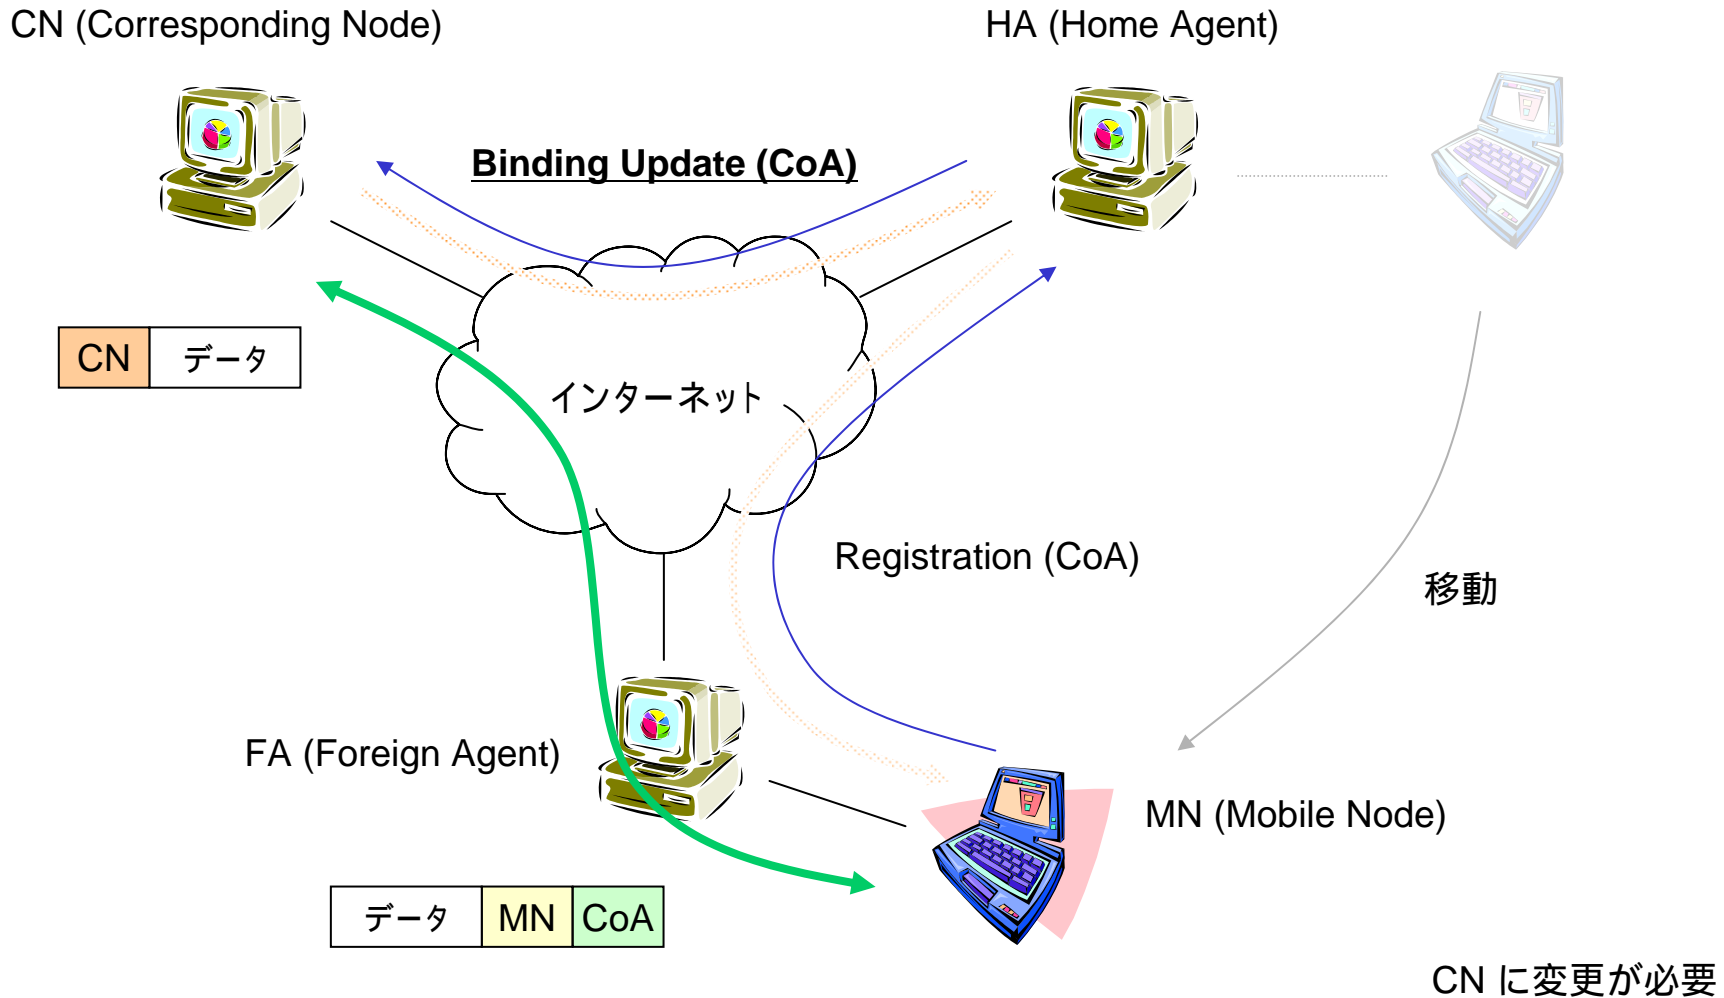 CN (Corresponding Node)
HA (Home Agent)
Binding Update (CoA)
CN データ
インターネット
Registration (CoA)
移動
FA (Foreign Agent)
MN (Mobile Node)
データ MN CoA
CN に変更が必要